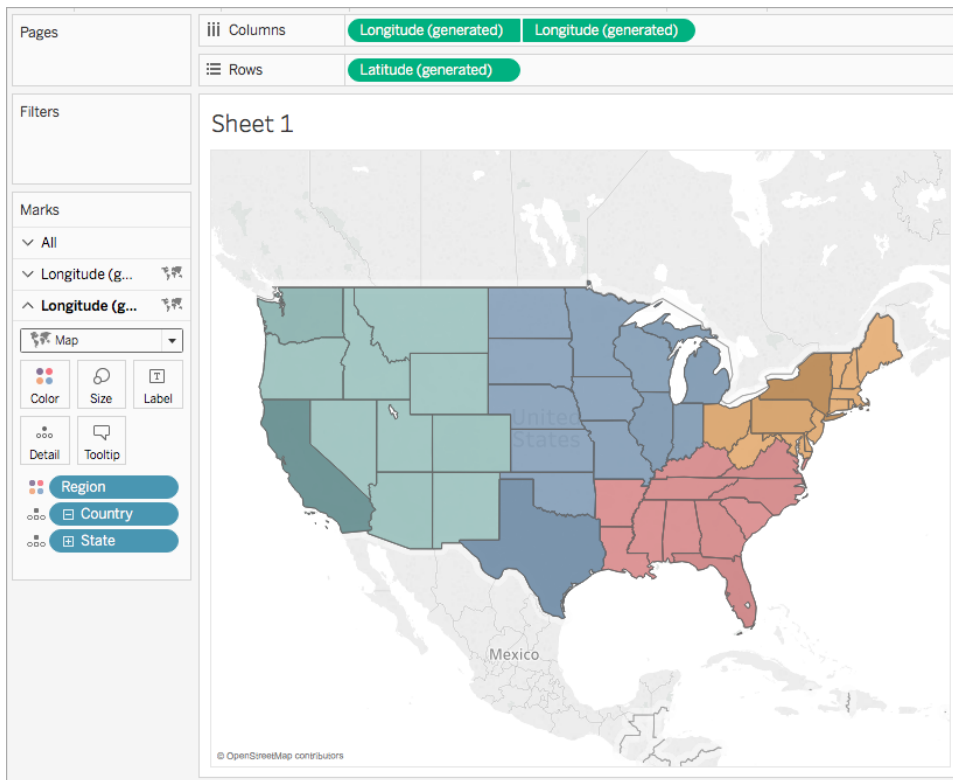 Pages
Columns
Longitude (generated) Longitude (generated)
Rows
Latitude (generated)
Filters
Sheet 1
Marks
All
Longitude (g...
Longitude (g...
Map
Color Size Label
T
Detail Tooltip
Region
Country
State
United
States
Mexico
© OpenStreetMap contributors